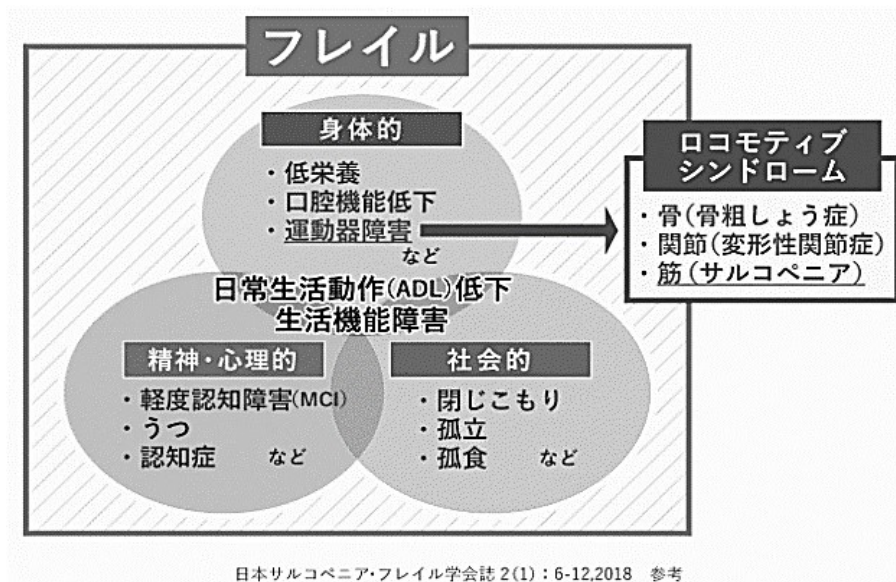 フレイル
身体的
・低栄養
・口腔機能低下
・運動器障害
など
ロコモティブ
シンドローム
・骨(骨粗しょう症)
・関節(変形性関節症)
・筋(サルコペニア)
日常生活動作(ADL)低下
生活機能障害
精神・心理的
・軽度認知障害(MCI)
・うつ
・認知症 など
社会的
・閉じこもり
・孤立
・孤食 など
日本サルコペニア・フレイル学会誌 2(1):6-12,2018 参考